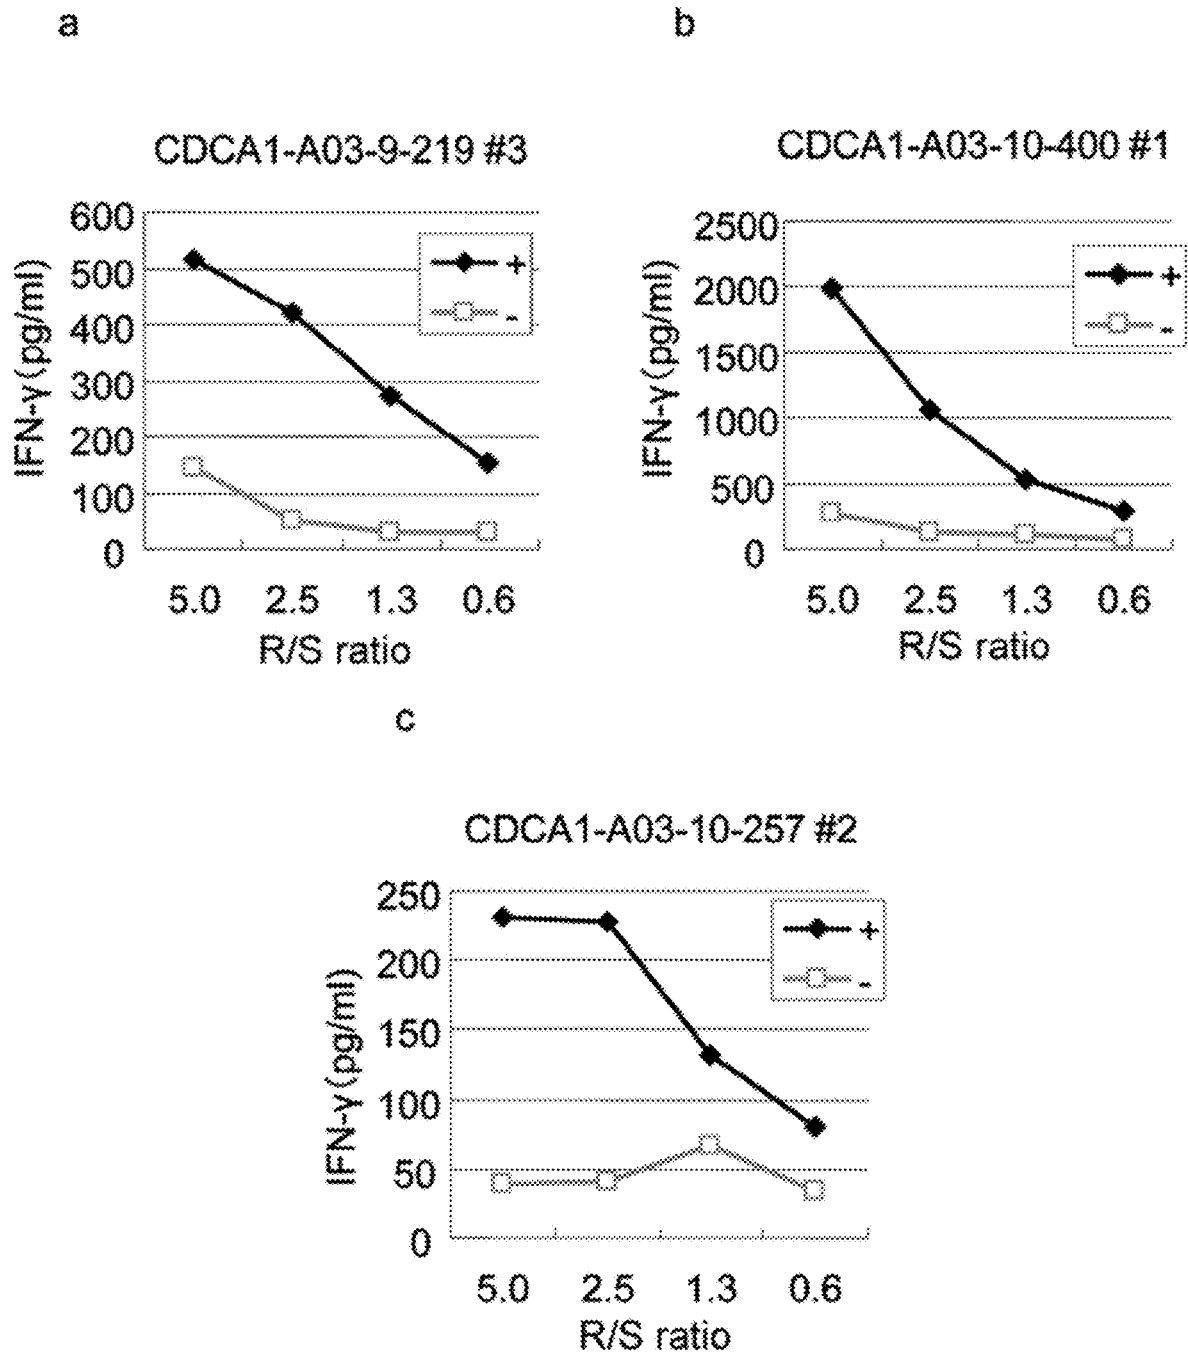 a
CDCA1-A03-9-219 #3
600
500
400
300
200
100
0
IFN-γ(pg/ml)
+
-
5.0 2.5 1.3 0.6
R/S ratio
b
CDCA1-A03-10-400 #1
2500
2000
1500
1000
500
0
IFN-γ(pg/ml)
+
-
5.0 2.5 1.3 0.6
R/S ratio
c
CDCA1-A03-10-257 #2
250
200
150
100
50
0
IFN-γ(pg/ml)
+
-
5.0 2.5 1.3 0.6
R/S ratio